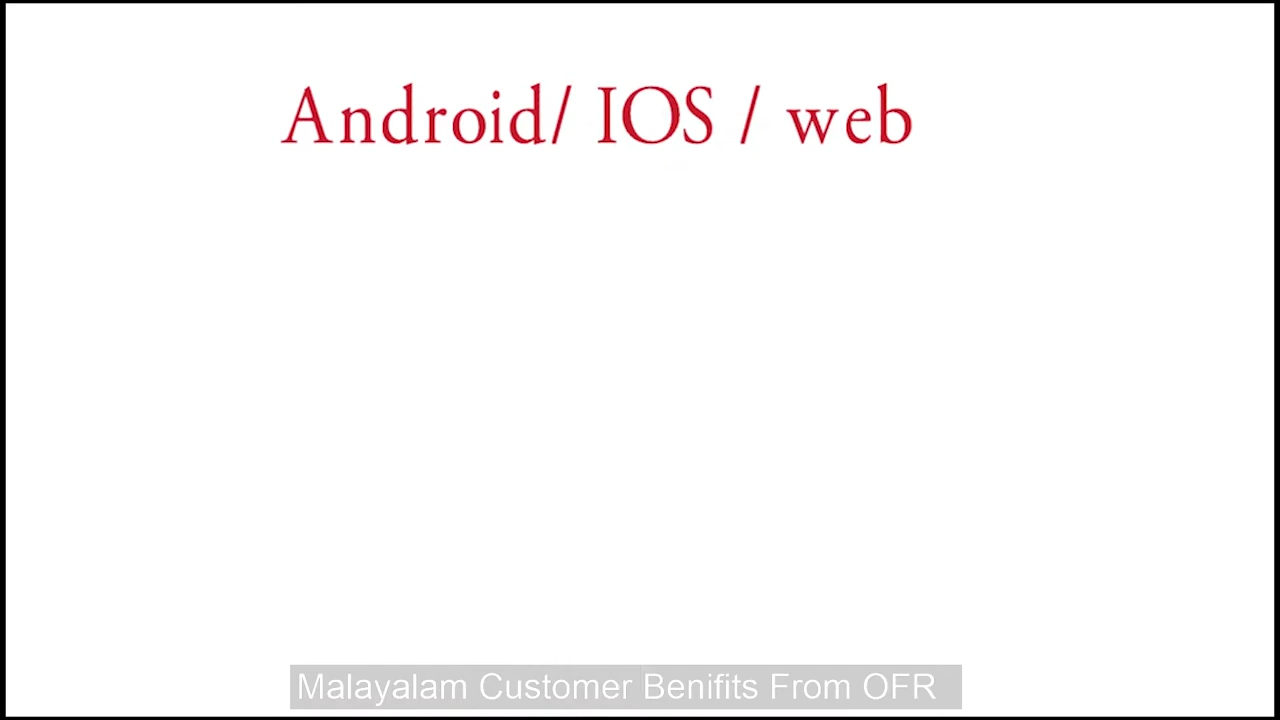 Android/ IOS / web
Malayalam Customer Benifits From OFR